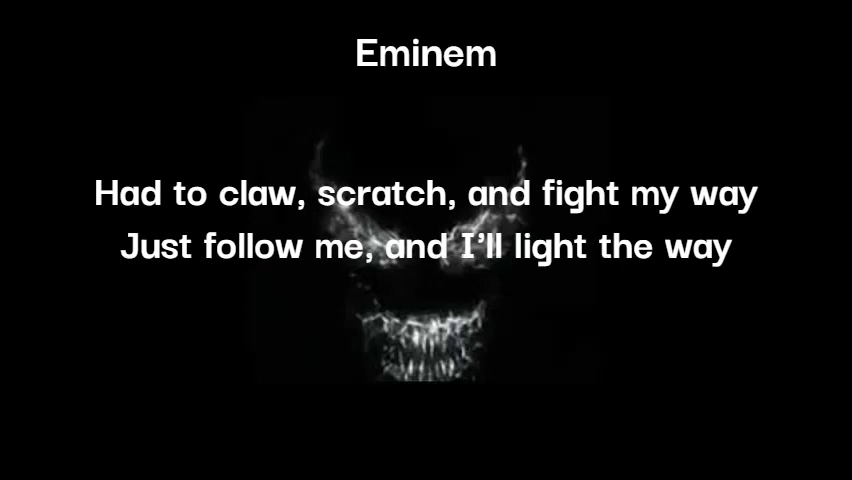 Eminem
Had to claw, scratch, and fight my way
Just follow me, and I’ll light the way